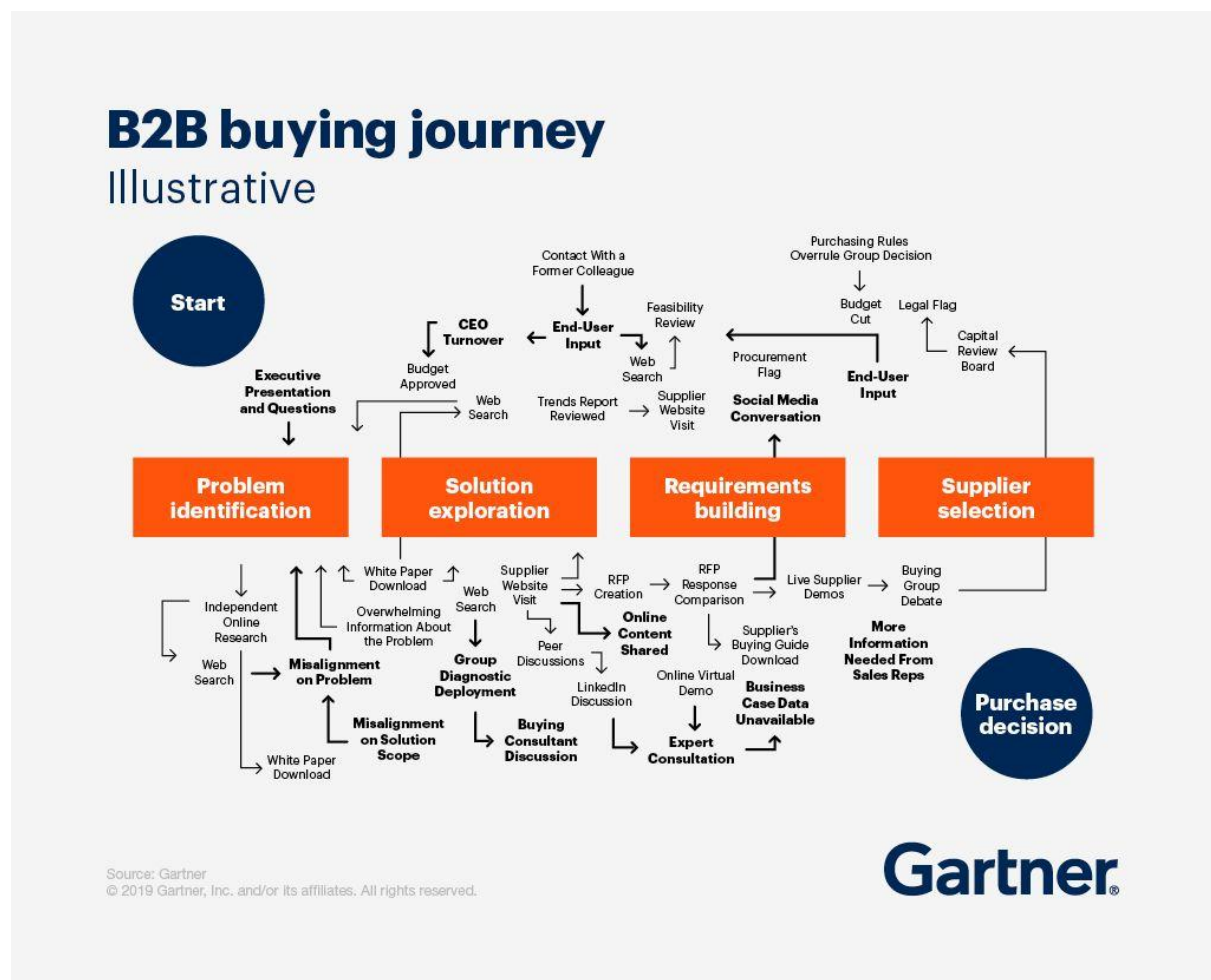 B2B buying journey
Illustrative
Start
Contact With a
Former Colleague
Purchasing Rules
Overrule Group Decision
CEO
Turnover
End-User
Input
Feasibility
Review
Budget
Cut
Legal Flag
Budget
Approved
Web
Search
Procurement
Flag
End-User
Input
Capital
Review
Board
Executive
Presentation
and Questions
Web
Search
Trends Report
Reviewed
Supplier
Website
Visit
Social Media
Conversation
Problem
identification
Solution
exploration
Requirements
building
Supplier
selection
Independent
Online
Research
White Paper
Download
Overwhelming
Information About
the Problem
Web
Search
Supplier
Website
Visit
RFP
Creation
RFP
Response
Comparison
Live Supplier
Demos
Buying
Group
Debate
Web
Search
Misalignment
on Problem
Group
Diagnostic
Deployment
Peer
Discussions
Online
Content
Shared
Supplier's
Buying Guide
Download
More
Information
Needed From
Sales Reps
LinkedIn
Discussion
Online Virtual
Demo
Business
Case Data
Unavailable
Misalignment
on Solution
Scope
Buying
Consultant
Discussion
Expert
Consultation
White Paper
Download
Purchase
decision
Source: Gartner
© 2019 Gartner, Inc. and/or its affiliates. All rights reserved.
Gartner®